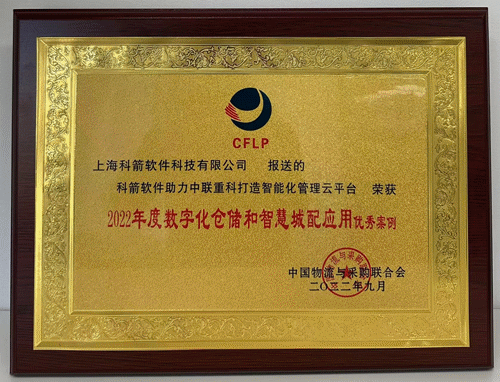 CFLP
上海科箭软件科技有限公司 报送的
科箭软件助力中联重科打造智能化管理云平台 荣获
2022年度数字化仓储和智慧城配应用优秀案例
中国物流与采购联合会
二〇二二年九月